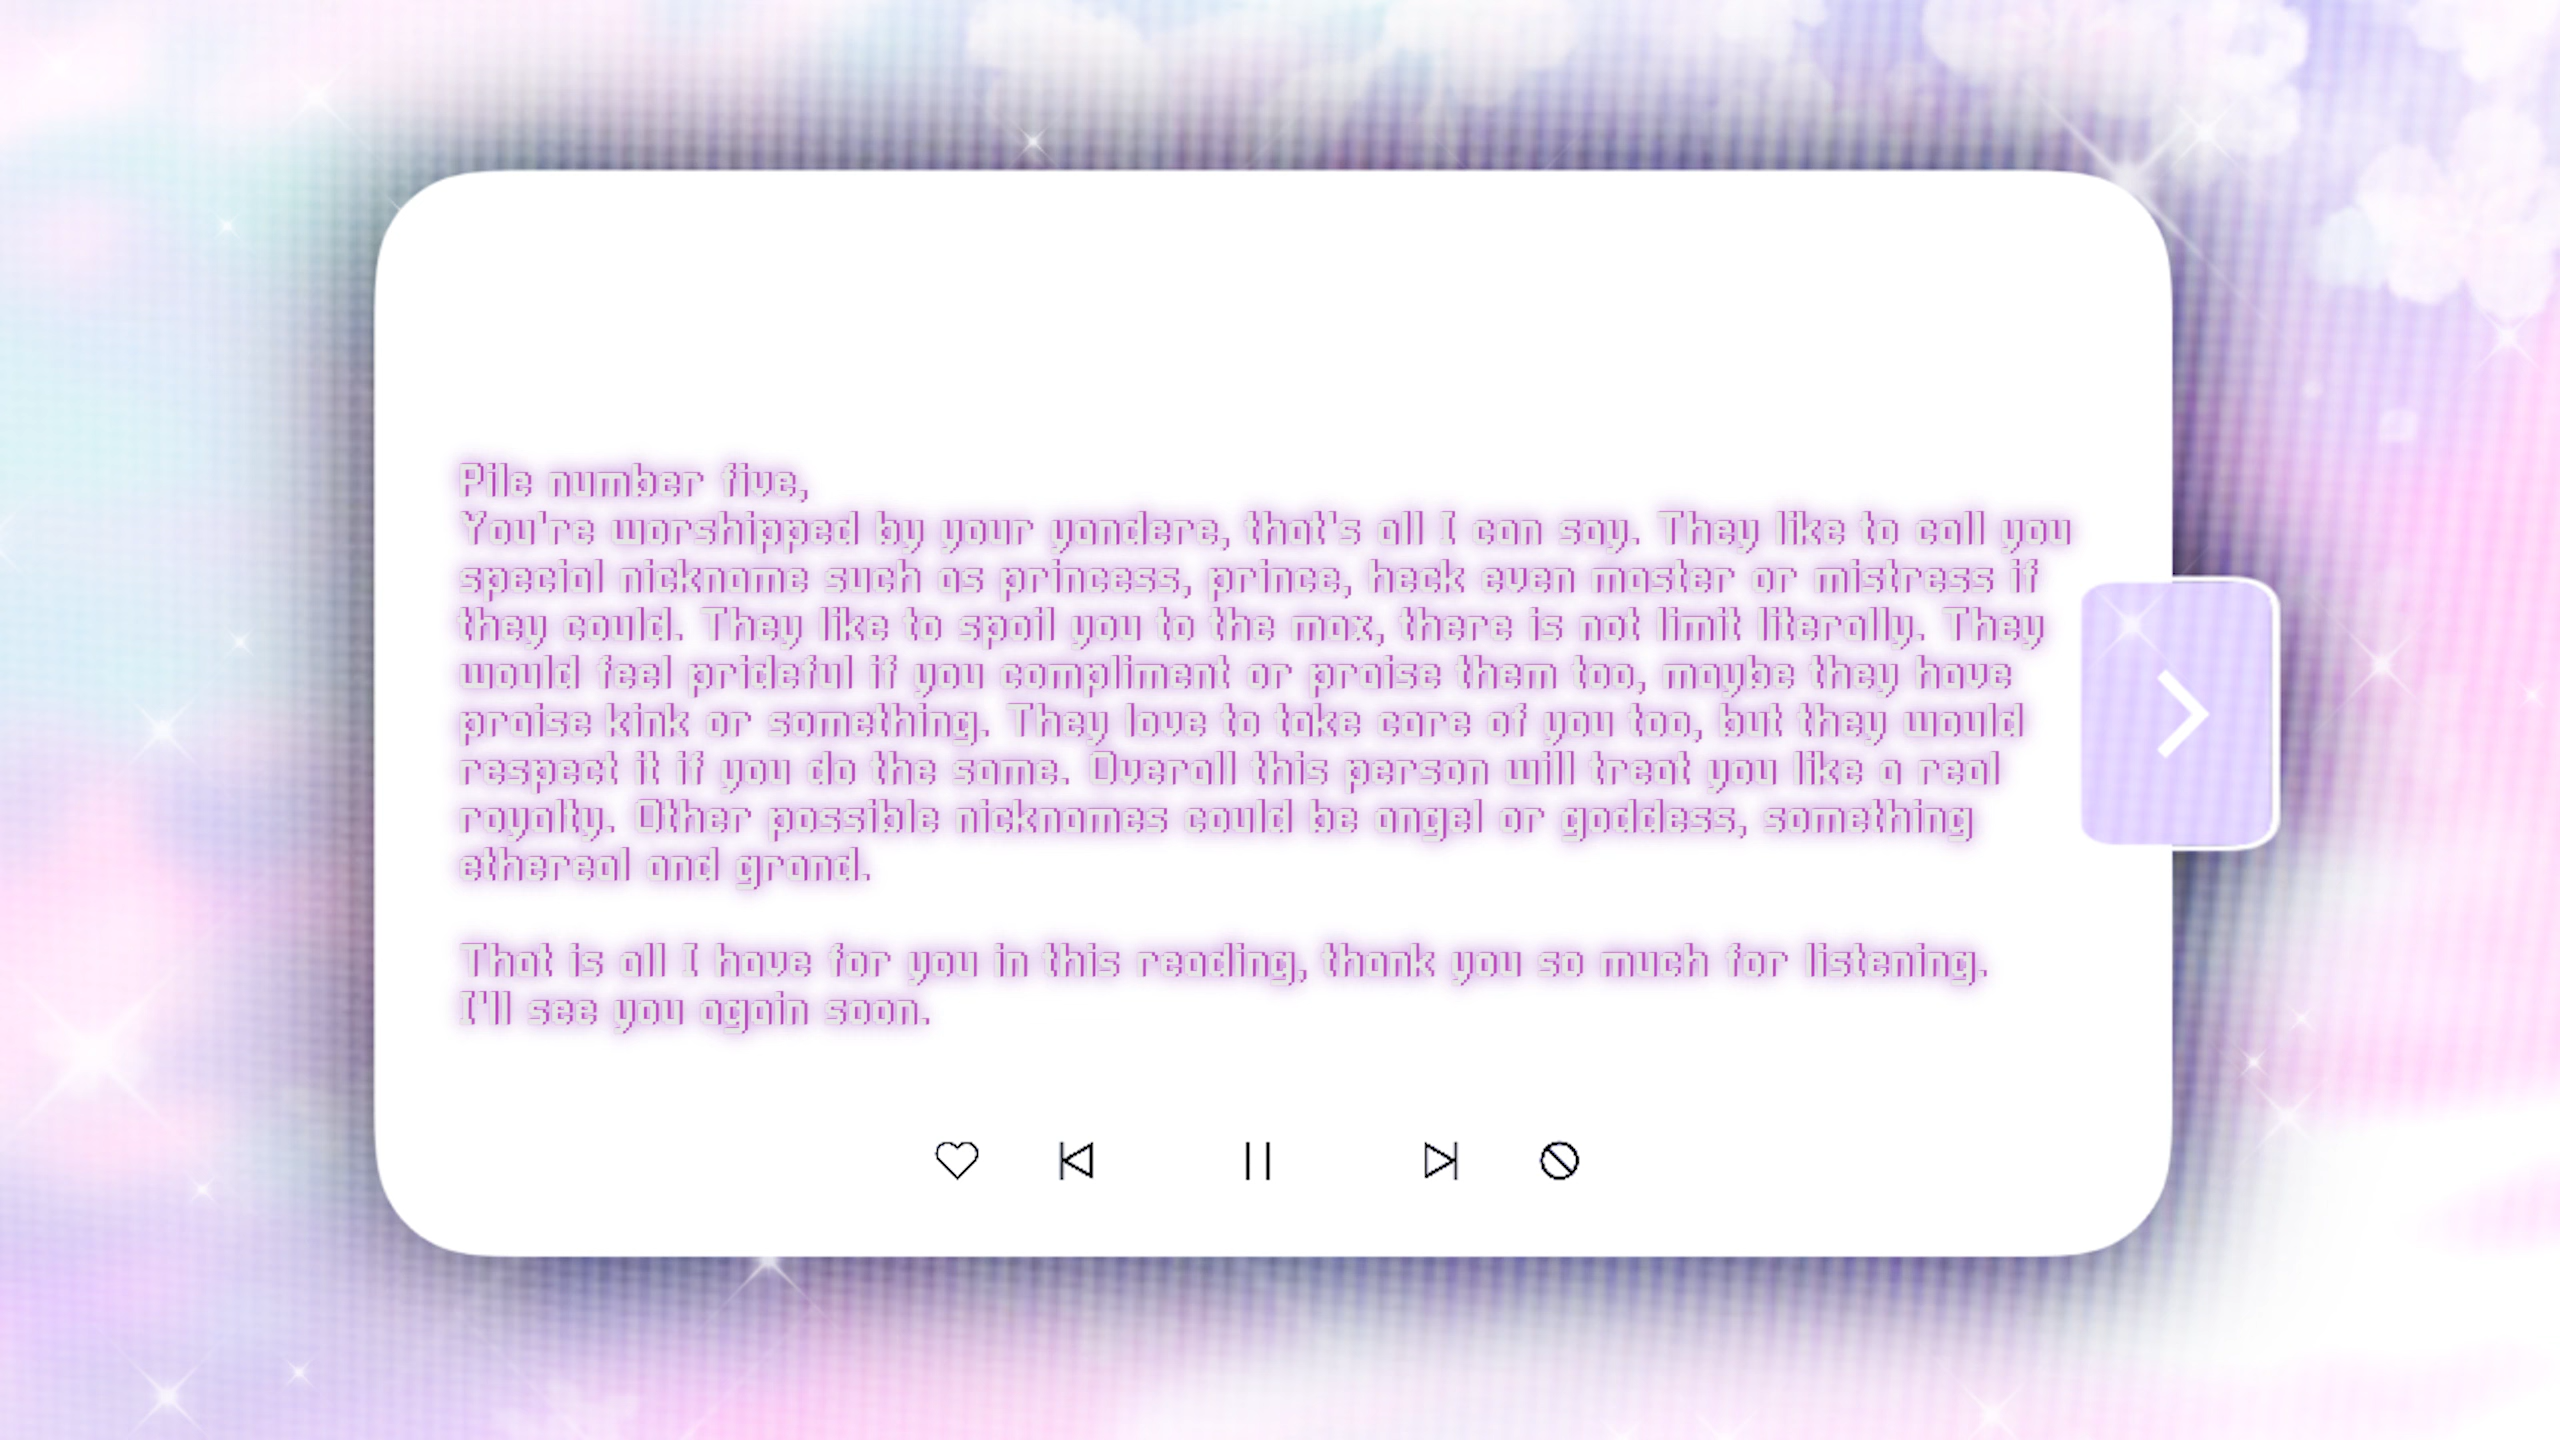 Pile number five,
You're worshipped by your yandere, that's all I can say. They like to call you
special nickname such as princess, prince, heck even master or mistress if
they could. They like to spoil you to the max, there is not limit literally. They
would feel prideful if you compliment or praise them too, maybe they have
praise kink or something. They love to take care of you too, but they would
respect it if you do the same. Overall this person will treat you like a real
royalty. Other possible nicknames could be angel or goddess, something
ethereal and grand.
That is all I have for you in this reading, thank you so much for listening.
I'll see you again soon.